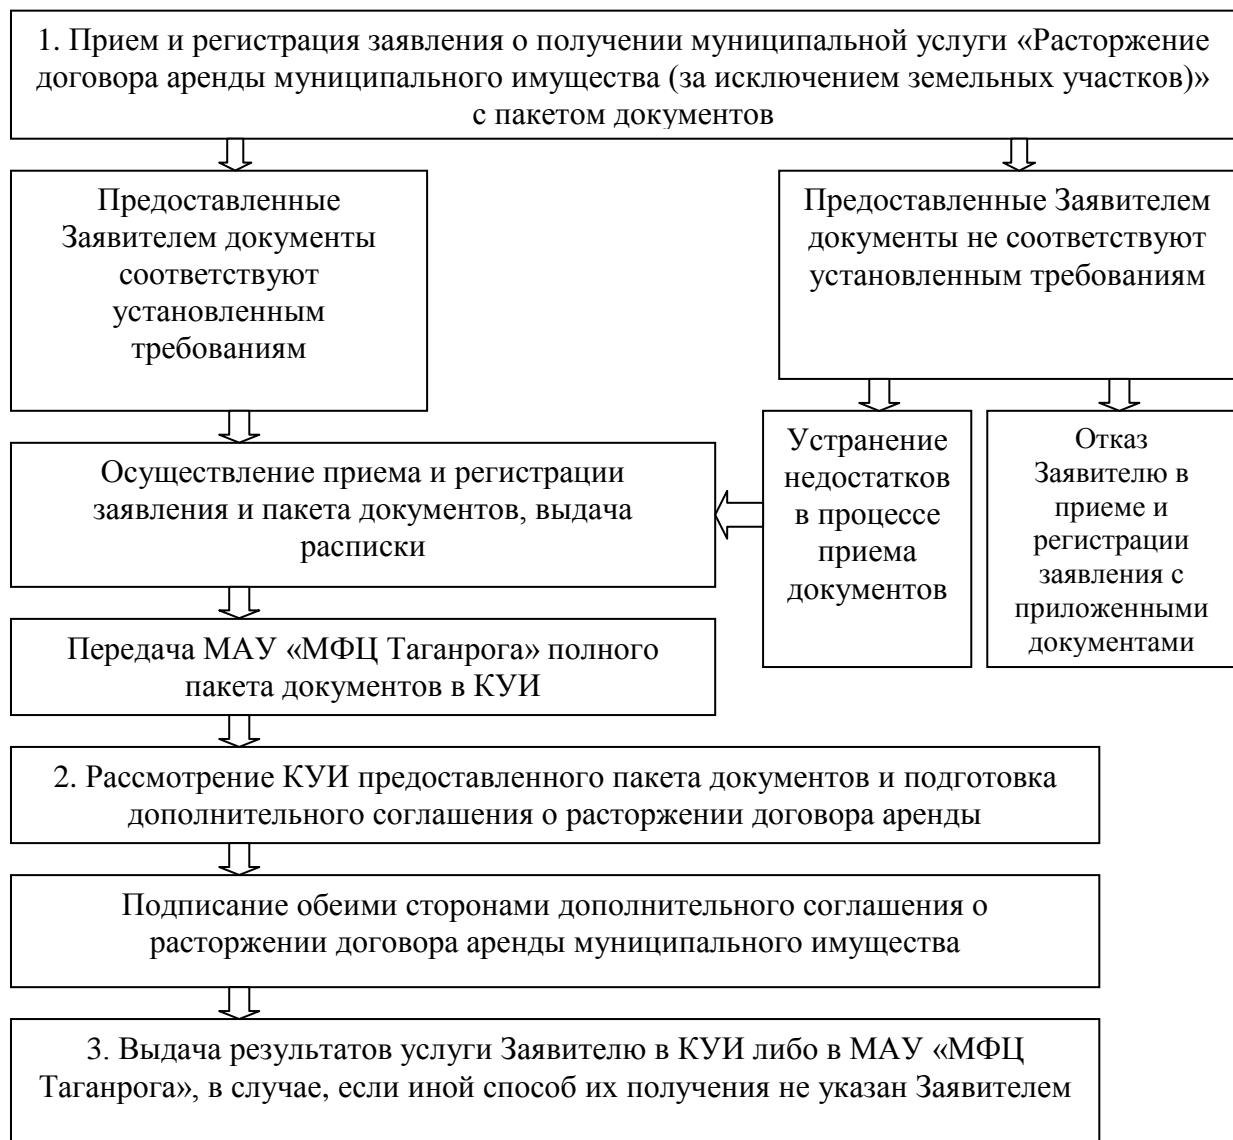 1. Прием и регистрация заявления о получении муниципальной услуги «Расторжение
договора аренды муниципального имущества (за исключением земельных участков)»
с пакетом документов
Предоставленные
Заявителем документы
соответствуют
установленным
требованиям
Предоставленные Заявителем
документы не соответствуют
установленным требованиям
Осуществление приема и регистрации
заявления и пакета документов, выдача
расписки
Устранение
недостатков
в процессе
приема
документов
Отказ
Заявителю в
приеме и
регистрации
заявления с
приложенными
документами
Передача МАУ «МФЦ Таганрога» полного
пакета документов в КУИ
2. Рассмотрение КУИ предоставленного пакета документов и подготовка
дополнительного соглашения о расторжении договора аренды
Подписание обеими сторонами дополнительного соглашения о
расторжении договора аренды муниципального имущества
3. Выдача результатов услуги Заявителю в КУИ либо в МАУ «МФЦ
Таганрога», в случае, если иной способ их получения не указан Заявителем